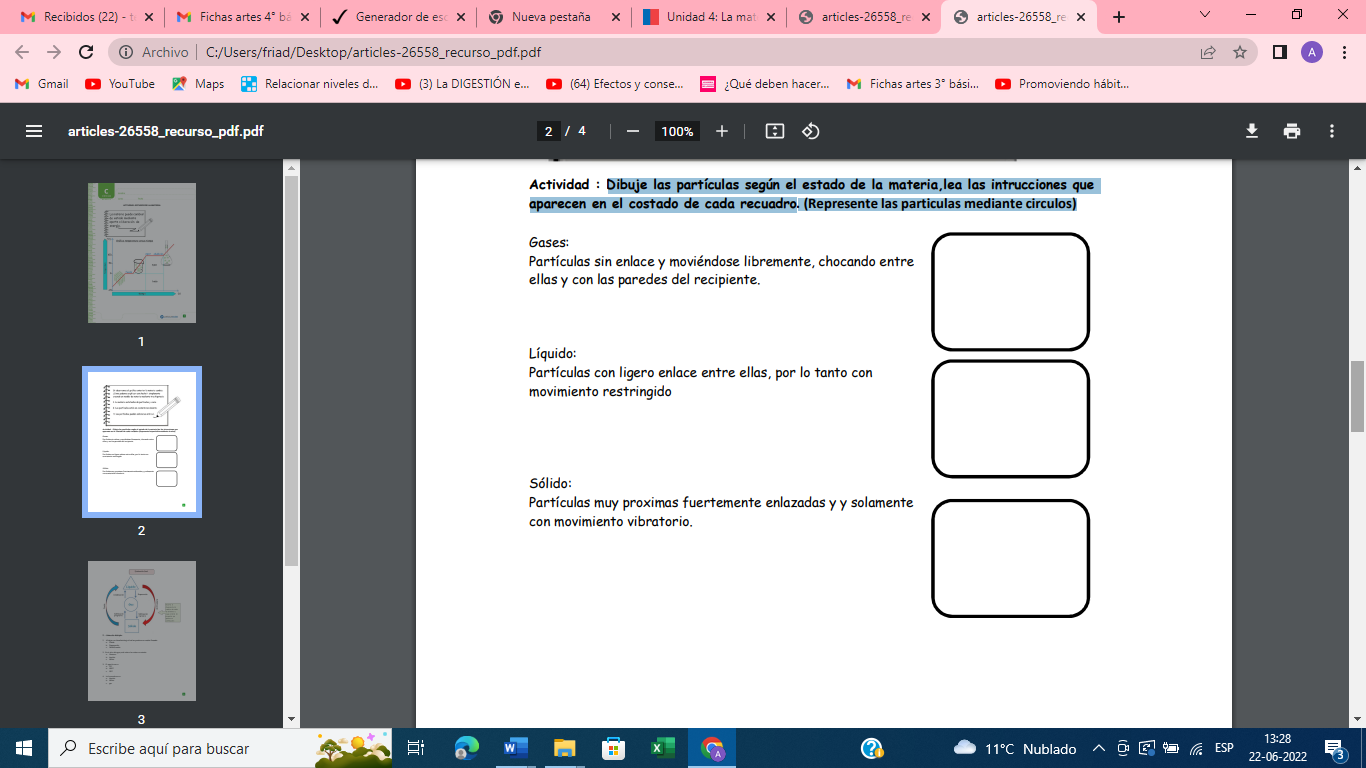 Recibidos (22) - t
Fichas artes 4° bá
Generador de esc
Nueva pestaña
Unidad 4: La mat
articles-26558_re
articles-26558_re
Archivo
C:/Users/friad/Desktop/articles-26558_recurso_pdf.pdf
A
Gmail
YouTube
Maps
Relacionar niveles d...
(3) La DIGESTIÓN e...
(64) Efectos y conse...
¿Qué deben hacer...
Fichas artes 3° bási...
Promoviendo hábit...
articles-26558_recurso_pdf.pdf
2 / 4
100%
1
2
3
Actividad : Dibuje las partículas según el estado de la materia,lea las intrucciones que
aparecen en el costado de cada recuadro. (Represente las particulas mediante circulos)
Gases:
Partículas sin enlace y moviéndose libremente, chocando entre
ellas y con las paredes del recipiente.
Líquido:
Partículas con ligero enlace entre ellas, por lo tanto con
movimiento restringido
Sólido:
Partículas muy proximas fuertemente enlazadas y y solamente
con movimiento vibratorio.
Escribe aquí para buscar
11°C Nublado
ESP
13:28
22-06-2022
3